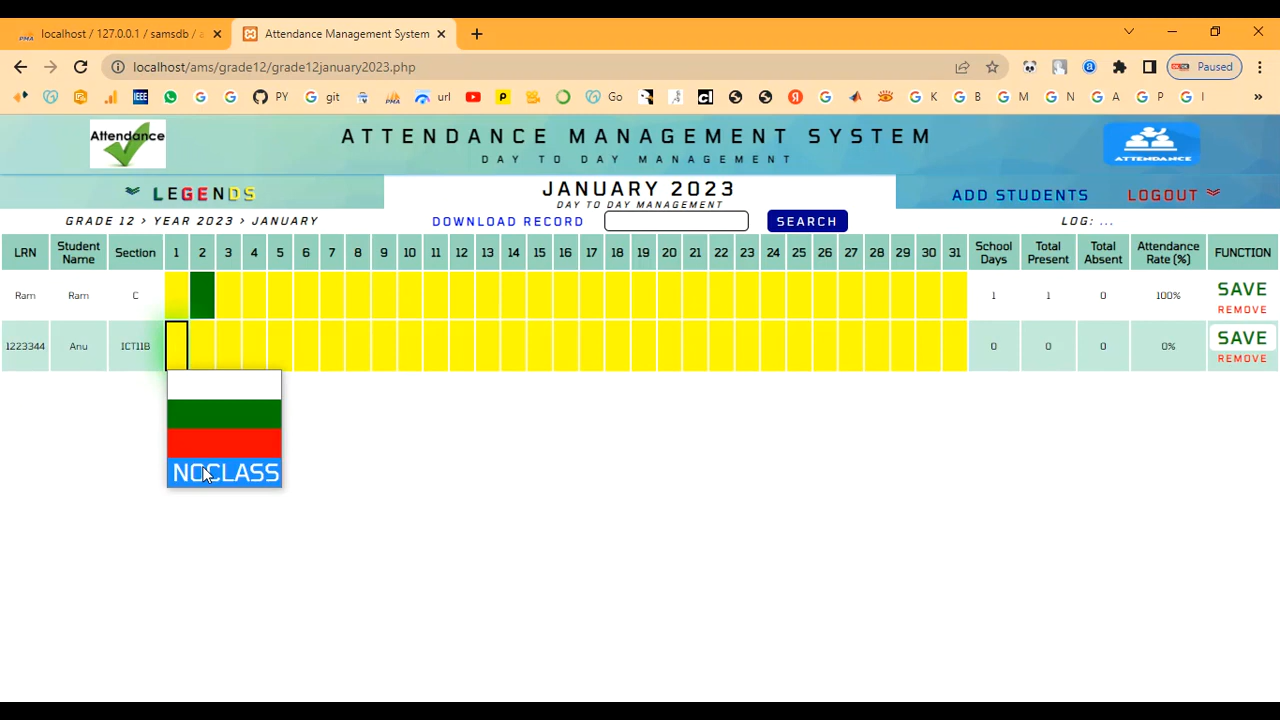 localhost / 127.0.0.1 / samsdb / a
Attendance Management System
localhost/ams/grade12/grade12january2023.php
Paused
IEEE
PY
git
PMA
url
Go
K
B
M
N
A
P
I
»
Attendance
ATTENDANCE MANAGEMENT SYSTEM
DAY TO DAY MANAGEMENT
ATTENDANCE
LEGENDS
JANUARY 2023
DAY TO DAY MANAGEMENT
ADD STUDENTS
LOGOUT
GRADE 12 > YEAR 2023 > JANUARY
DOWNLOAD RECORD
SEARCH
LOG: ...
LRN Student Name Section 1 2 3 4 5 6 7 8 9 10 11 12 13 14 15 16 17 18 19 20 21 22 23 24 25 26 27 28 29 30 31 School Days Total Present Total Absent Attendance Rate (%) FUNCTION
Ram Ram C 1 1 0 100% SAVE
REMOVE
1223344 Anu ICT11B 0 0 0 0% SAVE
REMOVE
NOCLASS